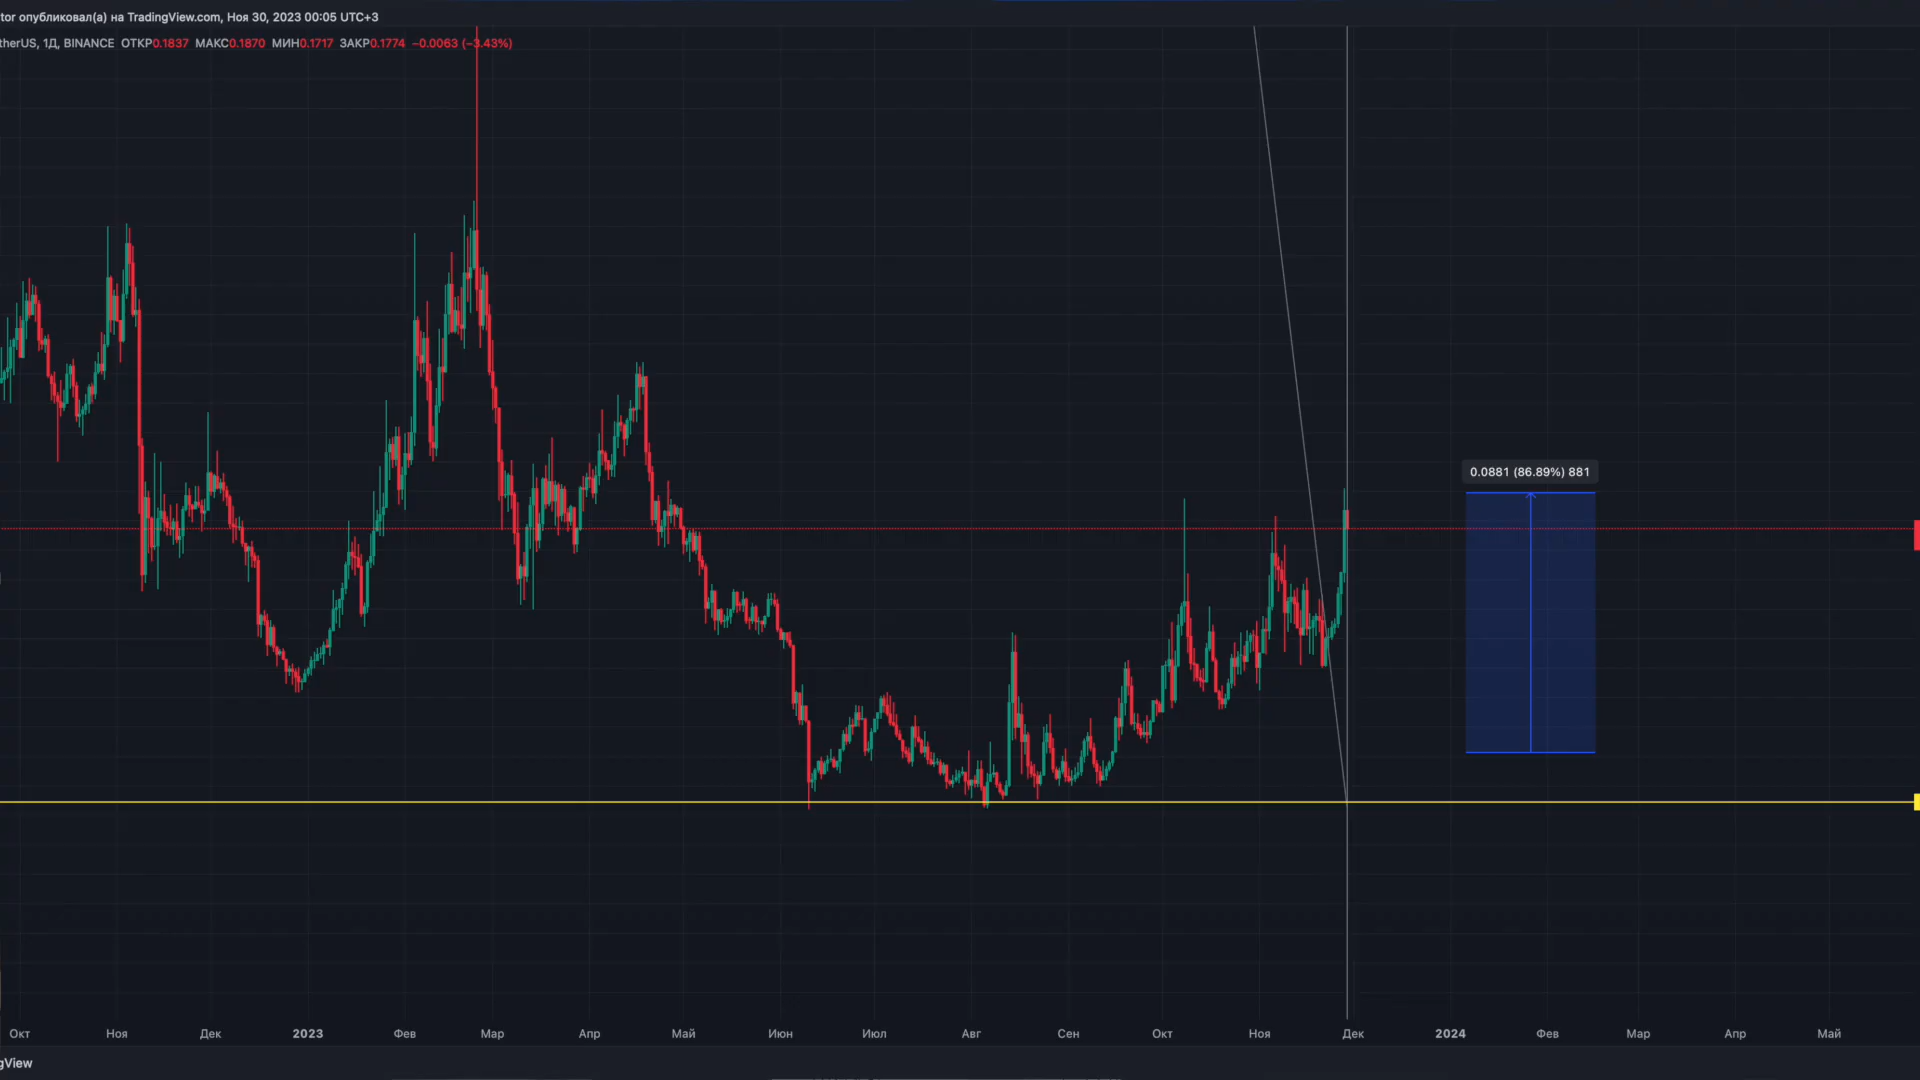 tor опубликовал(а) на TradingView.com, Ноя 30, 2023 00:05 UTC+3
therUS, 1Д, BINANCE ОТКР0.1837 МАКС0.1870 МИН0.1717 ЗАКР0.1774 −0.0063 (−3.43%)
0.0881 (86.89%) 881
Окт Ноя Дек 2023 Фев Мар Апр Май Июн Июл Авг Сен Окт Ноя Дек 2024 Фев Мар Апр Май
gView